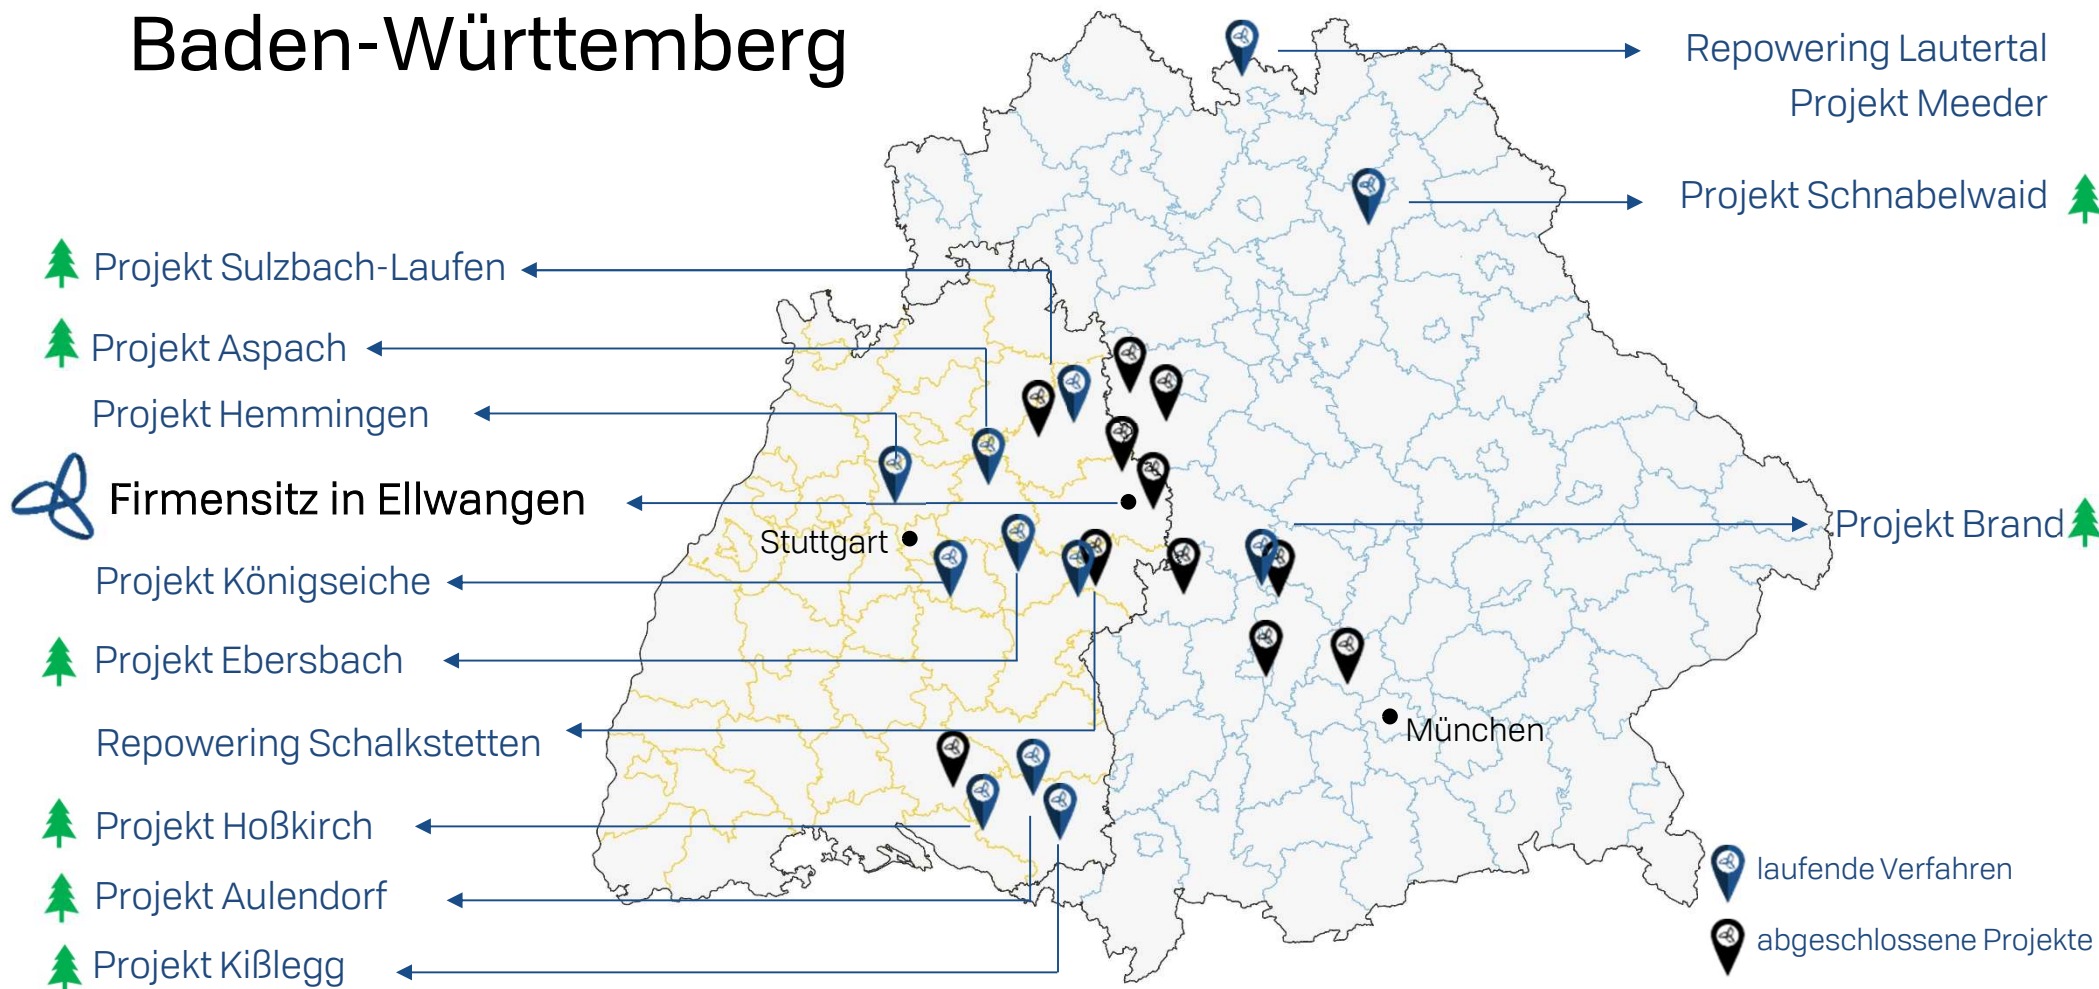 Baden-Württemberg
Repowering Lautertal
Projekt Meeder
Projekt Schnabelwaid
Projekt Sulzbach-Laufen
Projekt Aspach
Projekt Hemmingen
Firmensitz in Ellwangen
Stuttgart
Projekt Brand
Projekt Königseiche
Projekt Ebersbach
Repowering Schalkstetten
München
Projekt Hoßkirch
Projekt Aulendorf
Projekt Kißlegg
laufende Verfahren
abgeschlossene Projekte